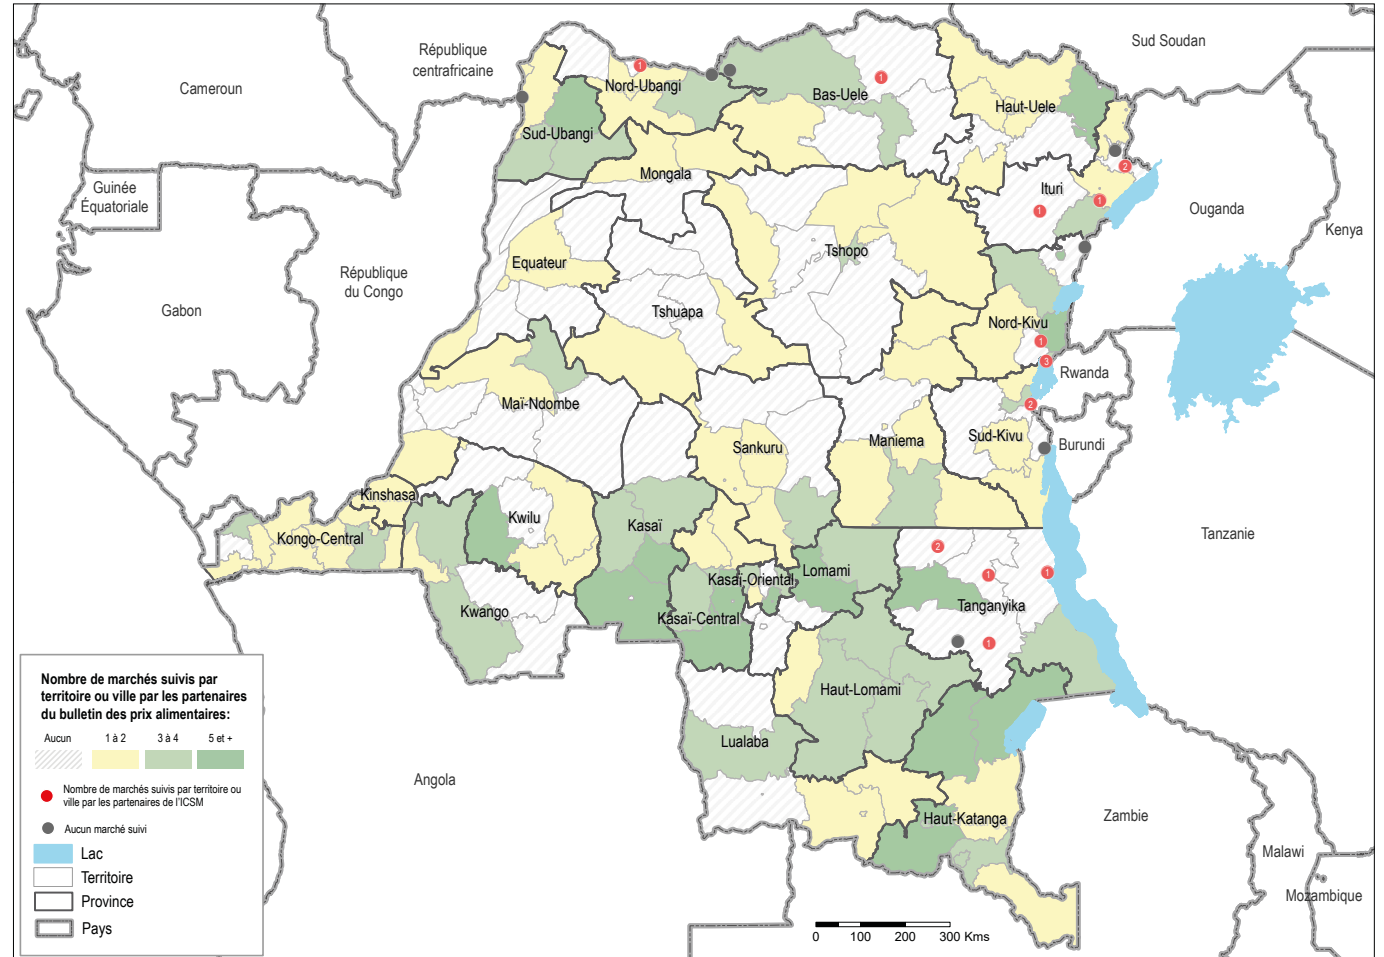 Sud Soudan
République
centrafricaine
Cameroun
Nord-Ubangi
Bas-Uele
Haut-Uele
Sud-Ubangi
Mongala
Guinée
Équatoriale
Ituri
Ouganda
Kenya
Equateur
Tshopo
République
du Congo
Gabon
Tshuapa
Nord-Kivu
Rwanda
Maï-Ndombe
Sankuru
Maniema
Sud-Kivu
Burundi
Kinshasa
Kwilu
Kasaï
Kongo-Central
Tanzanie
Kasaï-Oriental
Lomami
Kwango
Kasaï-Central
Tanganyika
Haut-Lomami
Lualaba
Angola
Haut-Katanga
Zambie
Malawi
Mozambique
1
1
2
1
1
1
3
2
2
1
1
1
Nombre de marchés suivis par
territoire ou ville par les partenaires
du bulletin des prix alimentaires:
Aucun 1 à 2 3 à 4 5 et +
Nombre de marchés suivis par territoire ou
ville par les partenaires de l'ICSM
Aucun marché suivi
Lac
Territoire
Province
Pays
0 100 200 300 Kms